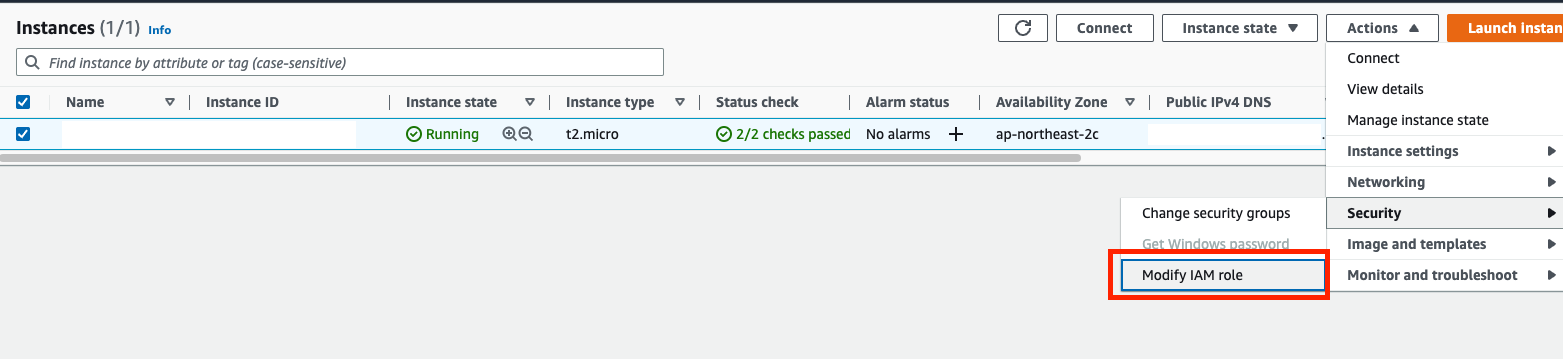 Instances (1/1) Info
Connect
Instance state
Actions
Launch instan
Find instance by attribute or tag (case-sensitive)
Name
Instance ID
Instance state
Instance type
Status check
Alarm status
Availability Zone
Public IPv4 DNS
Running
t2.micro
2/2 checks passed
No alarms
ap-northeast-2c
Connect
View details
Manage instance state
Instance settings
Networking
Security
Image and templates
Monitor and troubleshoot
Change security groups
Get Windows password
Modify IAM role